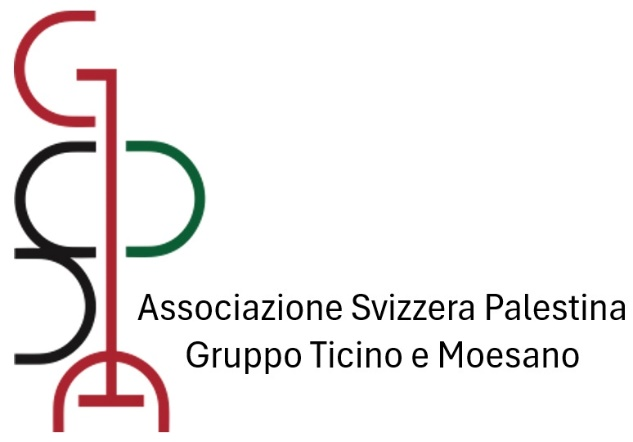 Associazione Svizzera Palestina
Gruppo Ticino e Moesano